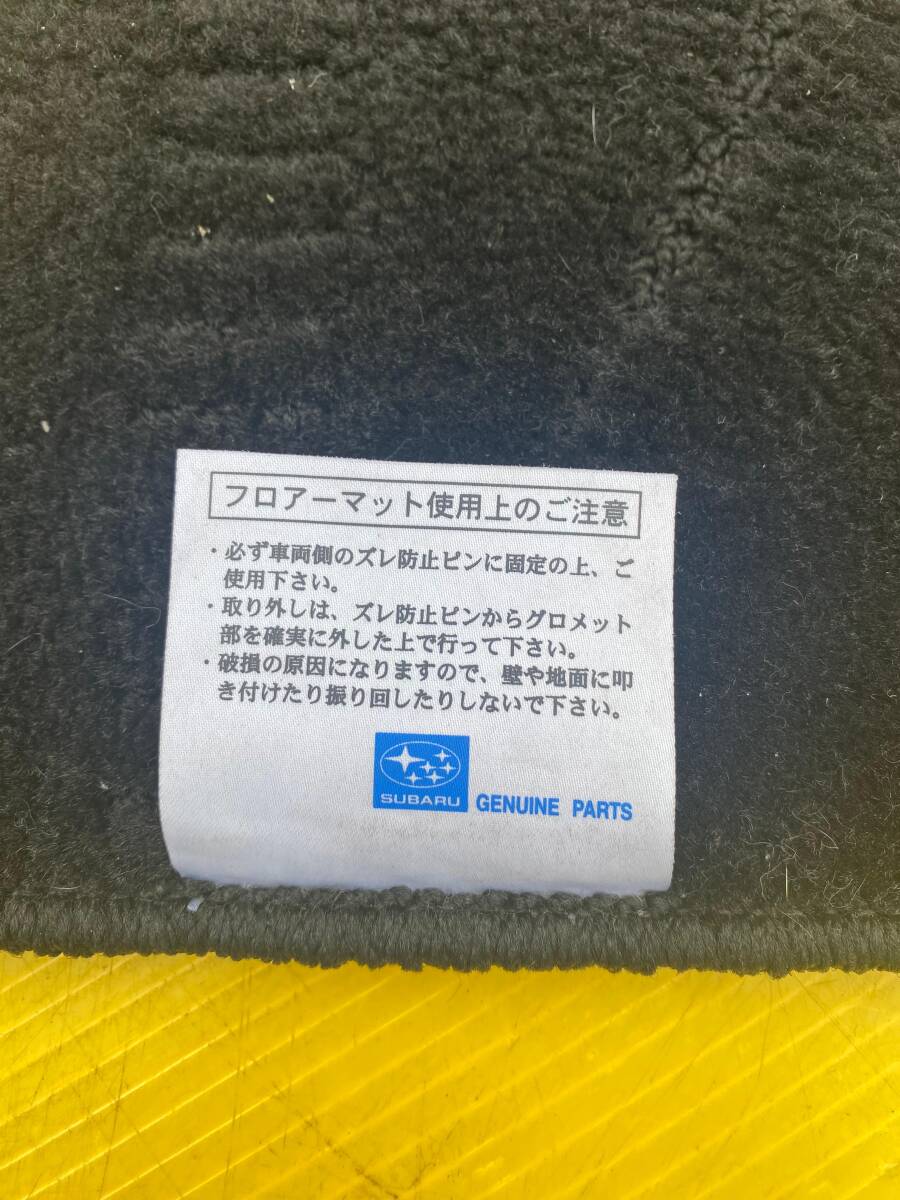 フロアーマット使用上のご注意
・必ず車両側のズレ防止ピンに固定の上、ご
使用下さい。
・取り外しは、ズレ防止ピンからグロメット
部を確実に外した上で行って下さい。
・破損の原因になりますので、壁や地面に叩
き付けたり振り回したりしないで下さい。
SUBARU GENUINE PARTS